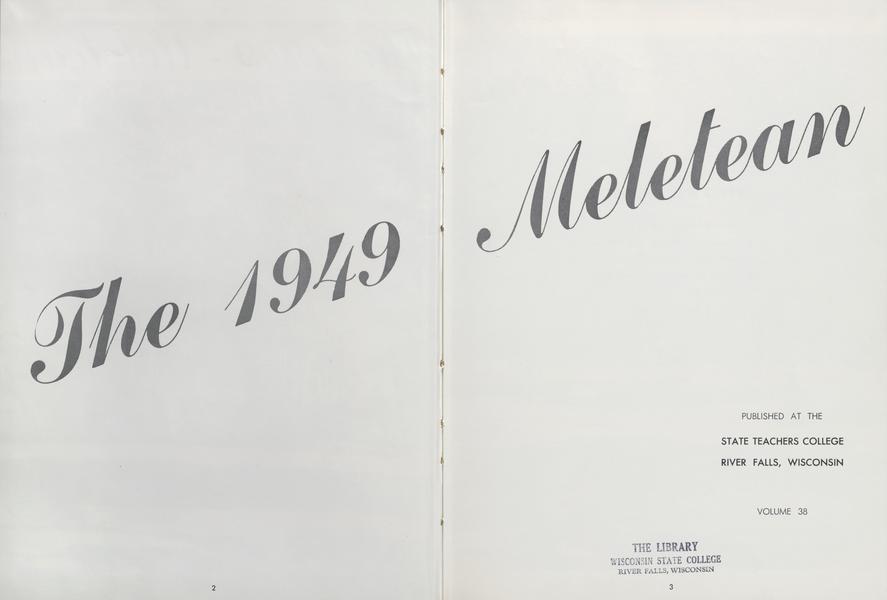 The 1949 Meletean
PUBLISHED AT THE
STATE TEACHERS COLLEGE
RIVER FALLS, WISCONSIN
VOLUME 38
THE LIBRARY
WISCONSIN STATE COLLEGE
RIVER FALLS, WISCONSIN
2
3